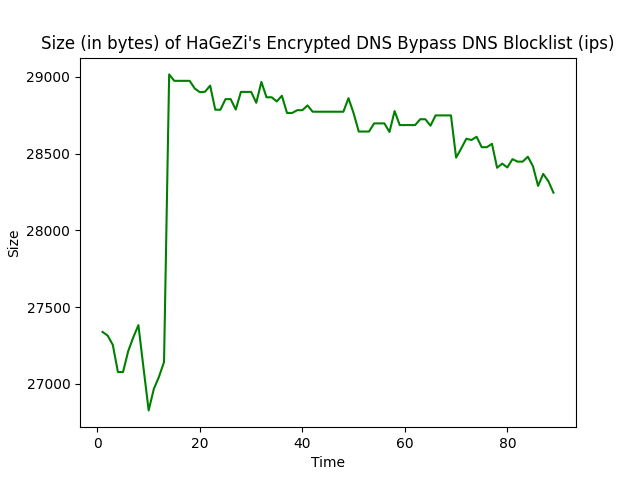 Size (in bytes) of HaGeZi's Encrypted DNS Bypass DNS Blocklist (ips)
29000
28500
28000
27500
27000
Size
0 20 40 60 80
Time